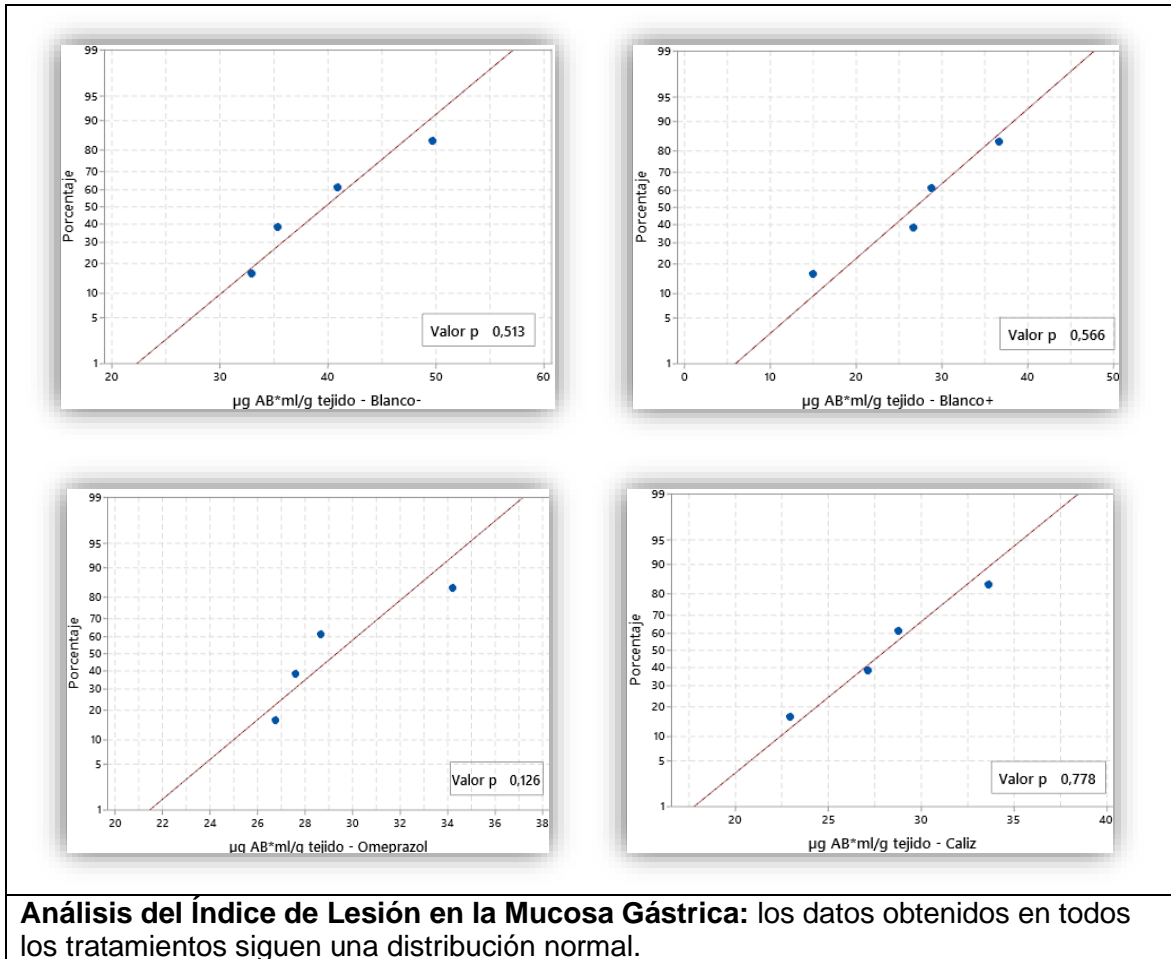 99
95
90
80
70
60
50
40
30
20
10
5
1
Porcentaje
Valor p 0,513
20 30 40 50 60
µg AB*ml/g tejido - Blanco-
99
95
90
80
70
60
50
40
30
20
10
5
1
Porcentaje
Valor p 0,566
0 10 20 30 40 50
µg AB*ml/g tejido - Blanco+
99
95
90
80
70
60
50
40
30
20
10
5
1
Porcentaje
Valor p 0,126
20 22 24 26 28 30 32 34 36 38
µg AB*ml/g tejido - Omeprazol
99
95
90
80
70
60
50
40
30
20
10
5
1
Porcentaje
Valor p 0,778
20 25 30 35 40
µg AB*ml/g tejido - Caliz
Análisis del Índice de Lesión en la Mucosa Gástrica: los datos obtenidos en todos
los tratamientos siguen una distribución normal.